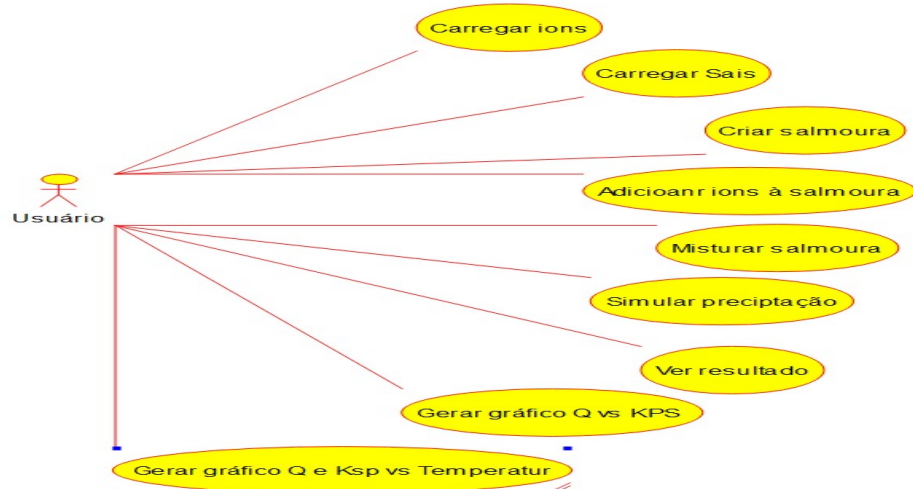 Carregar ions
Carregar Sais
Criar salmoura
Adicioanr ions à salmoura
Usuário
Misturar salmoura
Simular preciptação
Ver resultado
Gerar gráfico Q vs KPS
Gerar gráfico Q e Ksp vs Temperatur